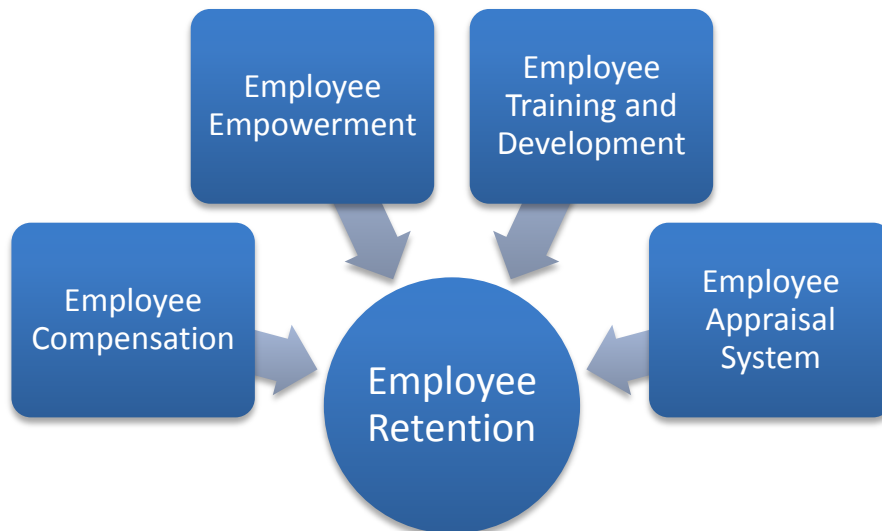 Employee
Empowerment
Employee
Training and
Development
Employee
Compensation
Employee
Appraisal
System
Employee
Retention